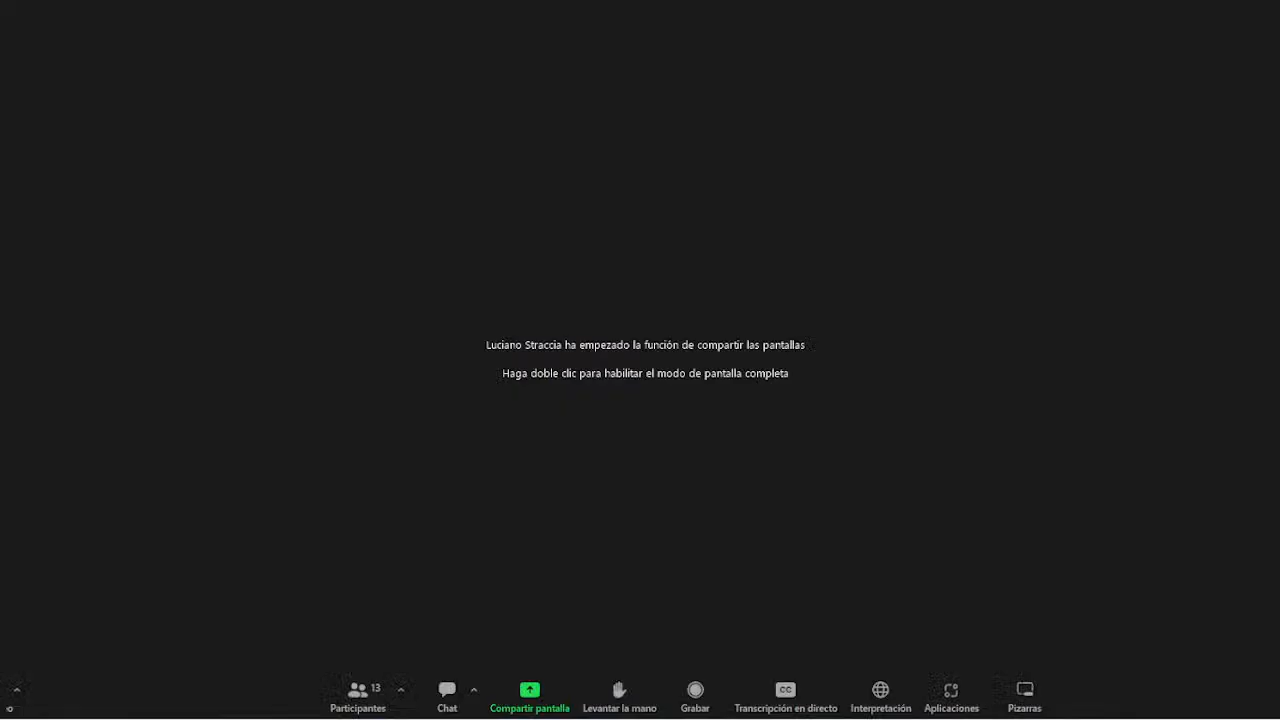 Luciano Straccia ha empezado la función de compartir las pantallas
Haga doble clic para habilitar el modo de pantalla completa
13
Participantes
Chat
Compartir pantalla
Levantar la mano
Grabar
CC
Transcripción en directo
Interpretación
Aplicaciones
Pizarras